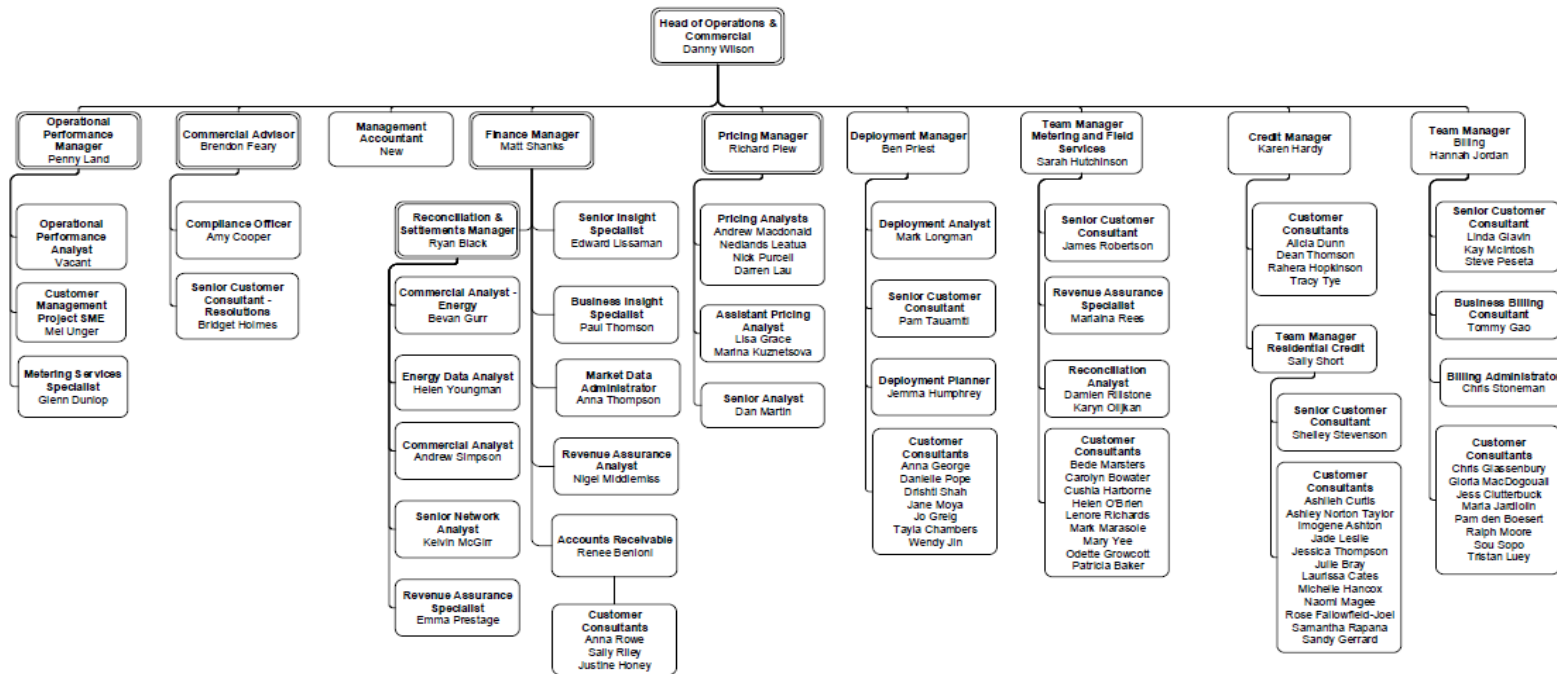 Head of Operations &
Commercial
Danny Wilson
Operational
Performance
Manager
Penny Land
Commercial Advisor
Brendon Feary
Management
Accountant
New
Finance Manager
Matt Shanks
Pricing Manager
Richard Plew
Deployment Manager
Ben Priest
Team Manager
Metering and Field
Services
Sarah Hutchinson
Credit Manager
Karen Hardy
Team Manager
Billing
Hannah Jordan
Operational
Performance
Analyst
Vacant
Customer
Management
Project SME
Mel Unger
Metering Services
Specialist
Glenn Dunlop
Compliance Officer
Amy Cooper
Senior Customer
Consultant -
Resolutions
Bridget Holmes
Reconciliation &
Settlements Manager
Ryan Black
Commercial Analyst -
Energy
Bevan Gurr
Energy Data Analyst
Helen Youngman
Commercial Analyst
Andrew Simpson
Senior Network
Analyst
Kelvin McGirr
Revenue Assurance
Specialist
Emma Prestage
Senior Insight
Specialist
Edward Lissaman
Business Insight
Specialist
Paul Thomson
Market Data
Administrator
Anna Thompson
Revenue Assurance
Analyst
Nigel Middlemiss
Accounts Receivable
Renee Benioni
Customer
Consultants
Anna Rowe
Sally Riley
Justine Honey
Pricing Analysts
Andrew Macdonald
Nedlands Leatua
Nick Purcell
Darren Lau
Assistant Pricing
Analyst
Lisa Grace
Marina Kuznetsova
Senior Analyst
Dan Martin
Deployment Analyst
Mark Longman
Senior Customer
Consultant
Pam Tauamiti
Deployment Planner
Jemma Humphrey
Customer
Consultants
Anna George
Danielle Pope
Drishti Shah
Jane Moya
Jo Greig
Tayla Chambers
Wendy Jin
Senior Customer
Consultant
James Robertson
Revenue Assurance
Specialist
Mariaina Rees
Reconciliation
Analyst
Damien Rillstone
Karyn Olijkan
Customer
Consultants
Bede Marsters
Carolyn Bowater
Cushla Harborne
Helen O'Brien
Lenore Richards
Mark Marasole
Mary Yee
Odette Growcott
Patricia Baker
Customer
Consultants
Alicia Dunn
Dean Thomson
Rahera Hopkinson
Tracy Tye
Team Manager
Residential Credit
Sally Short
Senior Customer
Consultant
Shelley Stevenson
Customer
Consultants
Ashleh Curtis
Ashley Norton Taylor
Imogene Ashton
Jade Leslie
Jessica Thompson
Julie Bray
Laurissa Cates
Michelle Hancox
Naomi Magee
Rose Fallowfield-Joel
Samantha Rapana
Sandy Gerrard
Senior Customer
Consultant
Linda Glavin
Kay McIntosh
Steve Peseta
Business Billing
Consultant
Tommy Gao
Billing Administrator
Chris Stoneman
Customer
Consultants
Chris Glassenbury
Gloria MacDogouall
Jess Clutterbuck
Maria Jardiolin
Pam den Boesert
Ralph Moore
Sou Sopo
Tristan Luey